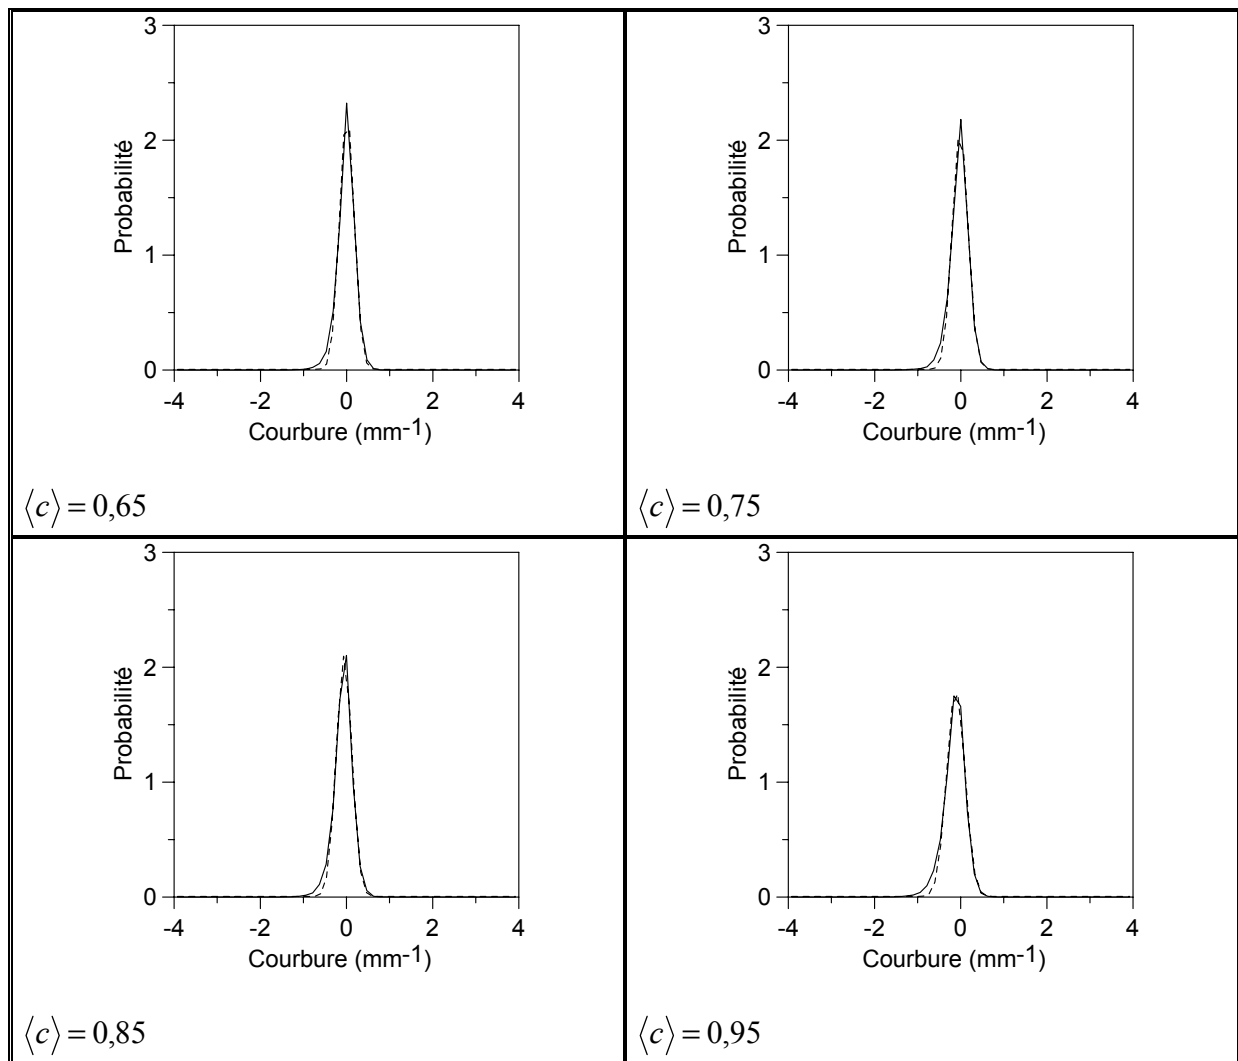 3
2
1
0
Probabilité
-4 -2 0 2 4
Courbure (mm-1)
⟨c⟩ = 0,65
3
2
1
0
Probabilité
-4 -2 0 2 4
Courbure (mm-1)
⟨c⟩ = 0,75
3
2
1
0
Probabilité
-4 -2 0 2 4
Courbure (mm-1)
⟨c⟩ = 0,85
3
2
1
0
Probabilité
-4 -2 0 2 4
Courbure (mm-1)
⟨c⟩ = 0,95